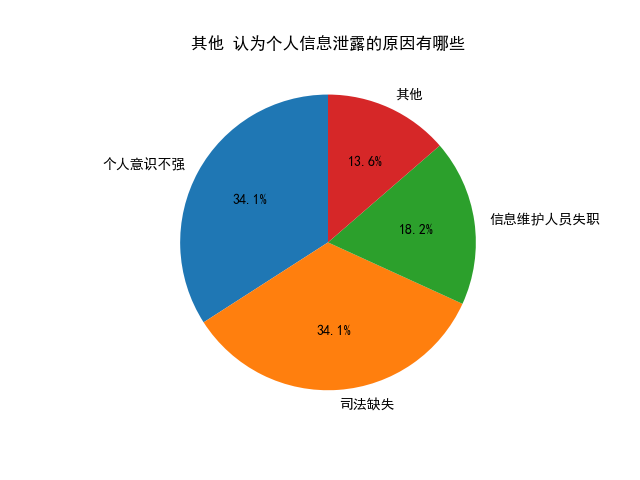 其他 认为个人信息泄露的原因有哪些
其他
13.6%
个人意识不强
34.1%
信息维护人员失职
18.2%
34.1%
司法缺失